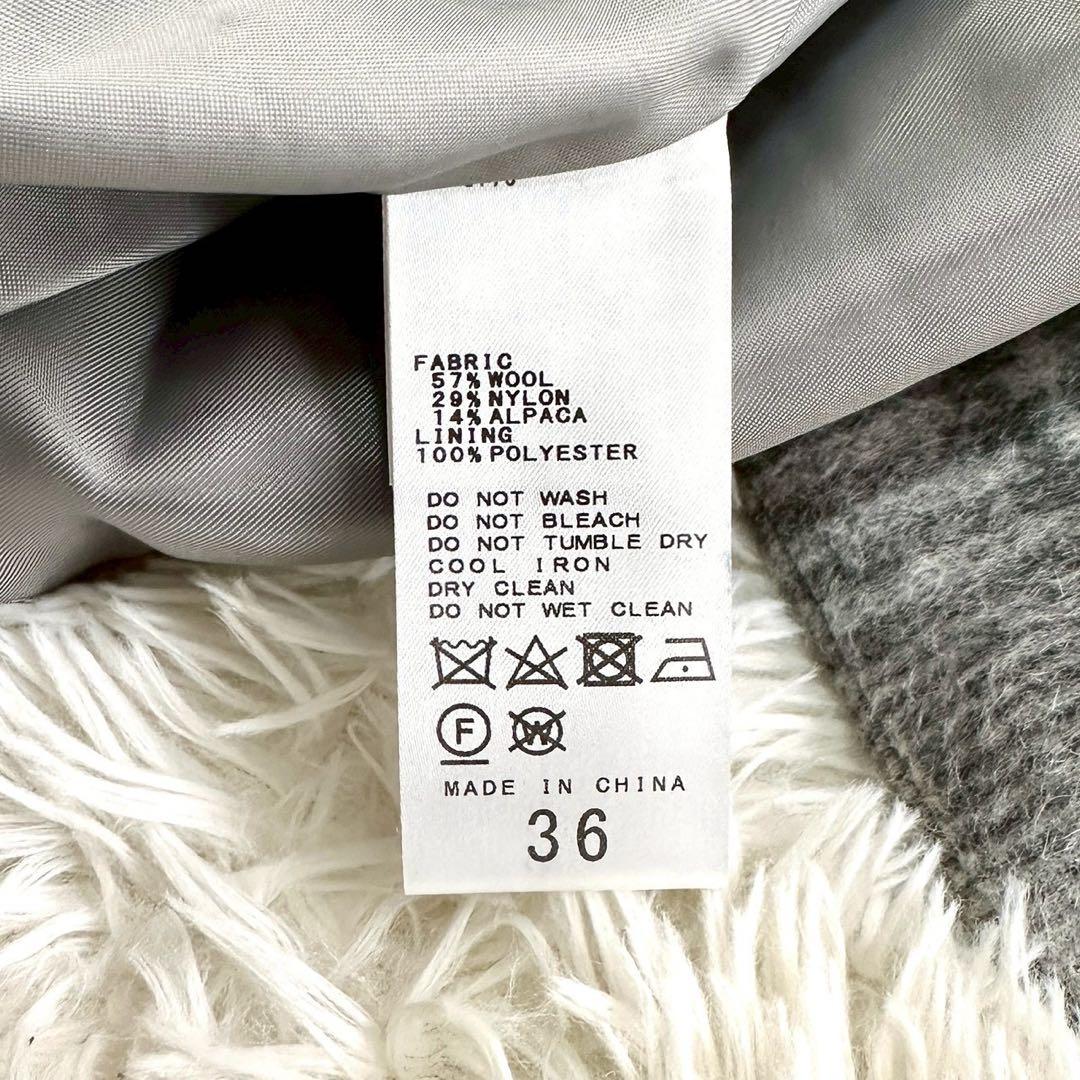 FABRIC
57% WOOL
29% NYLON
14% ALPACA
LINING
100% POLYESTER
DO NOT WASH
DO NOT BLEACH
DO NOT TUMBLE DRY
COOL IRON
DRY CLEAN
DO NOT WET CLEAN
F W
MADE IN CHINA
36